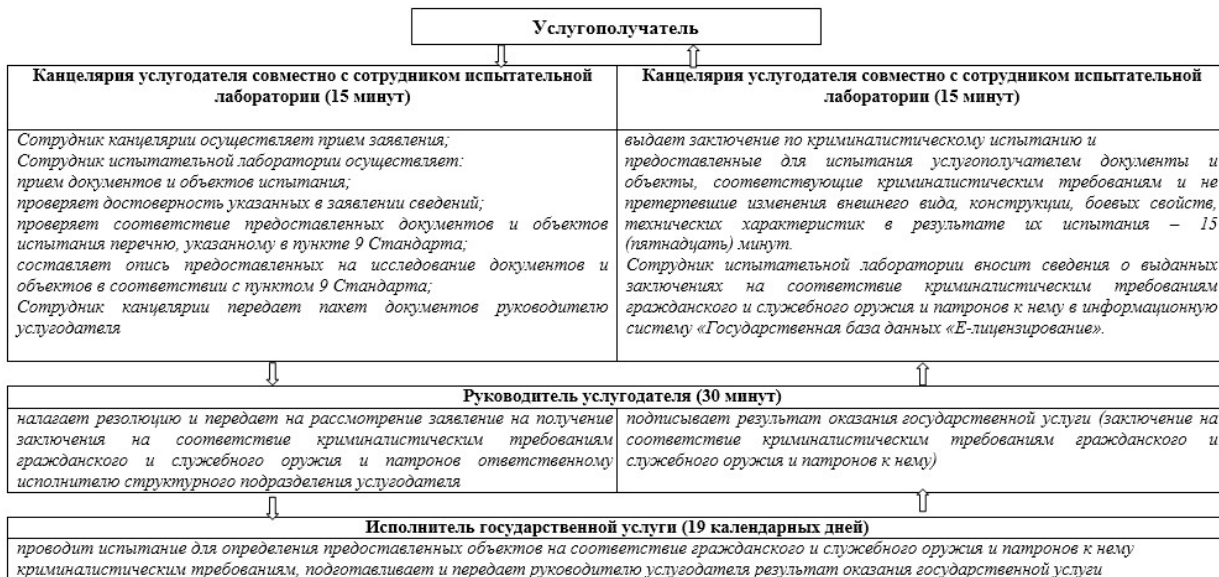 Услугополучатель
Канцелярия услугодателя совместно с сотрудником испытательной
лаборатории (15 минут)
Сотрудник канцелярии осуществляет прием заявления;
Сотрудник испытательной лаборатории осуществляет:
прием документов и объектов испытания;
проверяет достоверность указанных в заявлении сведений;
проверяет соответствие предоставленных документов и объектов
испытания перечню, указанному в пункте 9 Стандарта;
составляет опись предоставленных на исследование документов и
объектов в соответствии с пунктом 9 Стандарта;
Сотрудник канцелярии передает пакет документов руководителю
услугодателя
Канцелярия услугодателя совместно с сотрудником испытательной
лаборатории (15 минут)
выдает заключение по криминалистическому испытанию и
предоставленные для испытания услугополучателем документы и
объекты, соответствующие криминалистическим требованиям и не
претерпевшие изменения внешнего вида, конструкции, боевых свойств,
технических характеристик в результате их испытания – 15
(пятнадцать) минут.
Сотрудник испытательной лаборатории вносит сведения о выданных
заключениях на соответствие криминалистическим требованиям
гражданского и служебного оружия и патронов к нему в информационную
систему «Государственная база данных «Е-лицензирование».
Руководитель услугодателя (30 минут)
налагает резолюцию и передает на рассмотрение заявление на получение
заключения на соответствие криминалистическим требованиям
гражданского и служебного оружия и патронов ответственному
исполнителю структурного подразделения услугодателя
подписывает результат оказания государственной услуги (заключение на
соответствие криминалистическим требованиям гражданского и
служебного оружия и патронов к нему)
Исполнитель государственной услуги (19 календарных дней)
проводит испытание для определения предоставленных объектов на соответствие гражданского и служебного оружия и патронов к нему
криминалистическим требованиям, подготавливает и передает руководителю услугодателя результат оказания государственной услуги